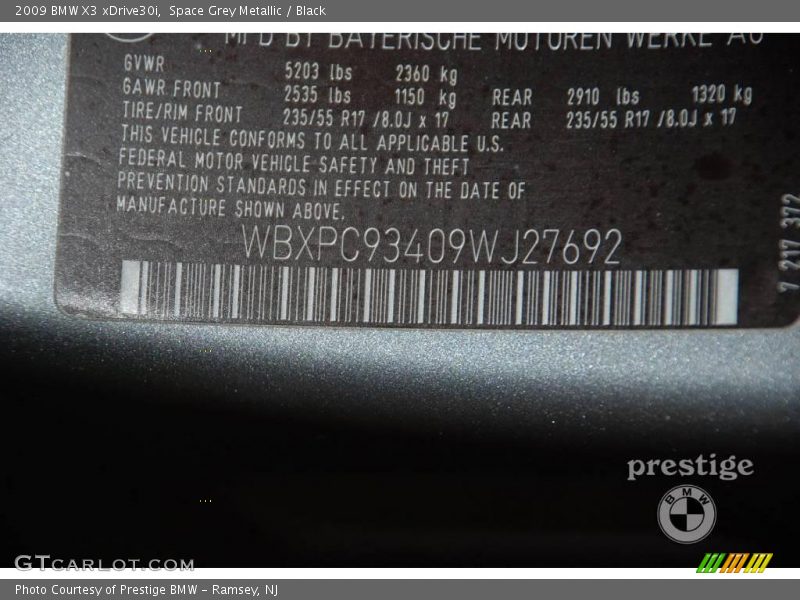 2009 BMW X3 xDrive30i, Space Grey Metallic / Black
MFD BY BAYERISCHE MOTOREN WERKE AG
GVWR 5203 lbs 2360 kg
GAWR FRONT 2535 lbs 1150 kg REAR 2910 lbs 1320 kg
TIRE/RIM FRONT 235/55 R17 /8.0J x 17 REAR 235/55 R17 /8.0J x 17
THIS VEHICLE CONFORMS TO ALL APPLICABLE U.S.
FEDERAL MOTOR VEHICLE SAFETY AND THEFT
PREVENTION STANDARDS IN EFFECT ON THE DATE OF
MANUFACTURE SHOWN ABOVE.
WBXPC93409WJ27692
7 217 372
prestige
BMW
GTCARLOT.COM
Photo Courtesy of Prestige BMW - Ramsey, NJ